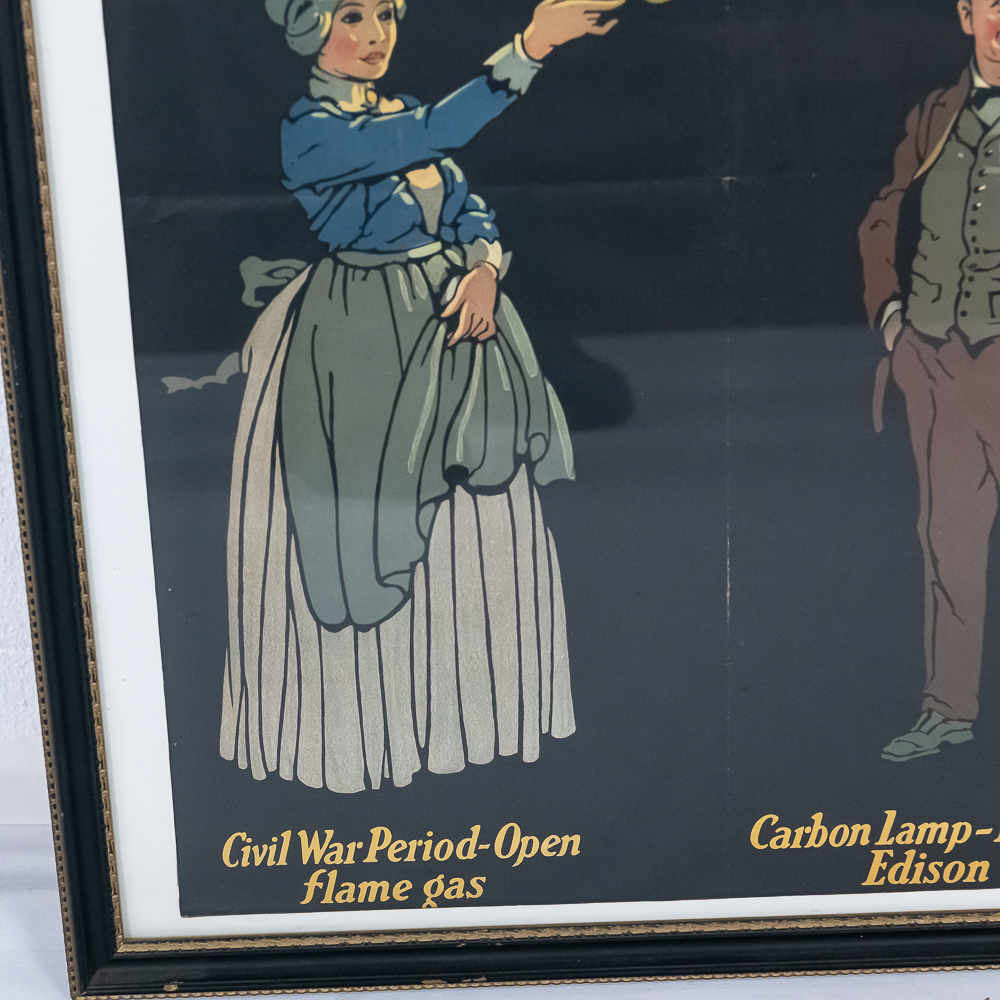 Civil War Period-Open
flame gas
Carbon Lamp-
Edison